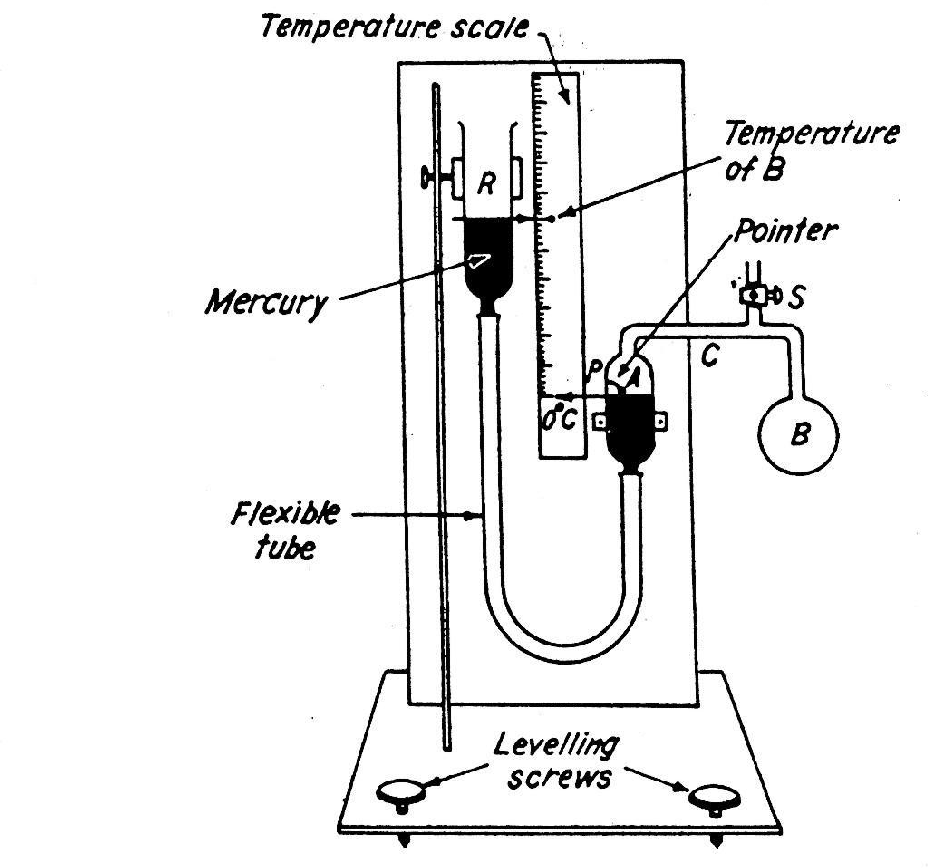 Temperature scale
Temperature
of B
R
Pointer
Mercury
S
C
P
A
0°C
B
Flexible
tube
Levelling
screws